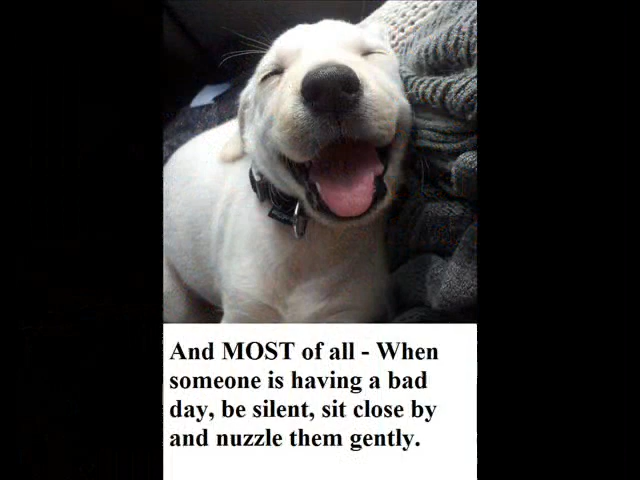 And MOST of all - When
someone is having a bad
day, be silent, sit close by
and nuzzle them gently.